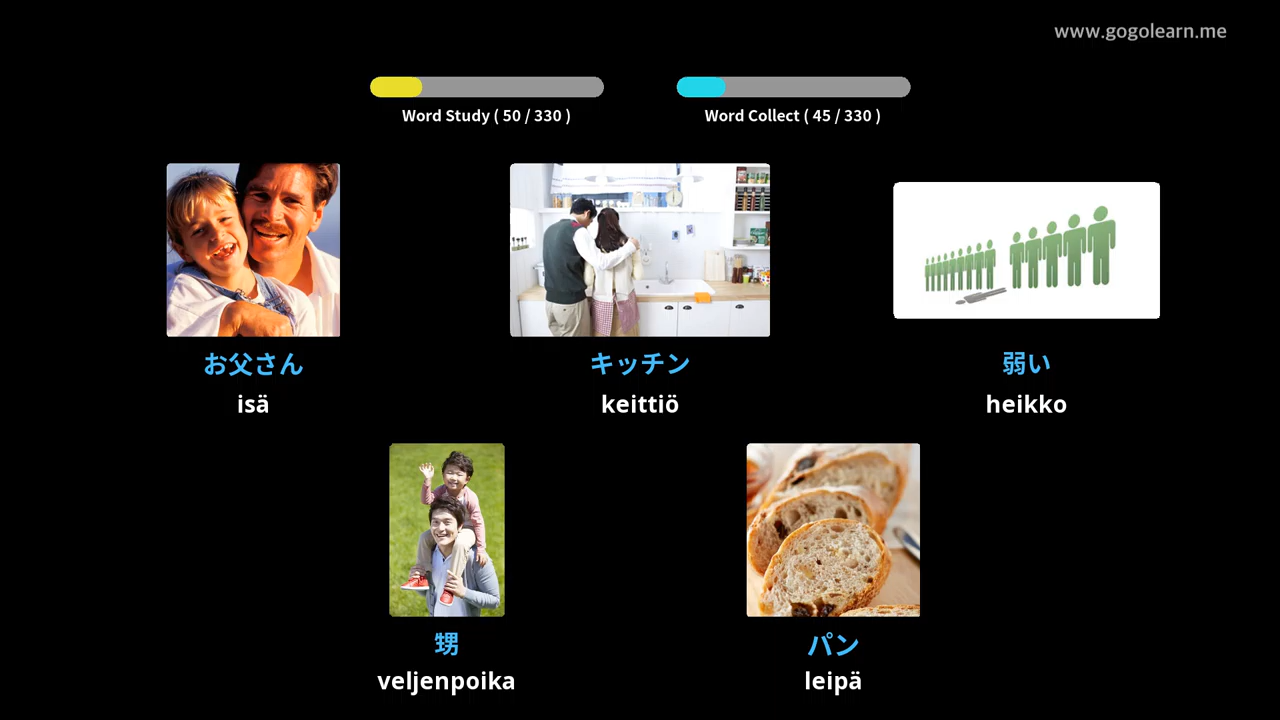 www.gogolearn.me
Word Study ( 50 / 330 )
Word Collect ( 45 / 330 )
お父さん
キッチン
弱い
isä
keittiö
heikko
甥
パン
veljenpoika
leipä